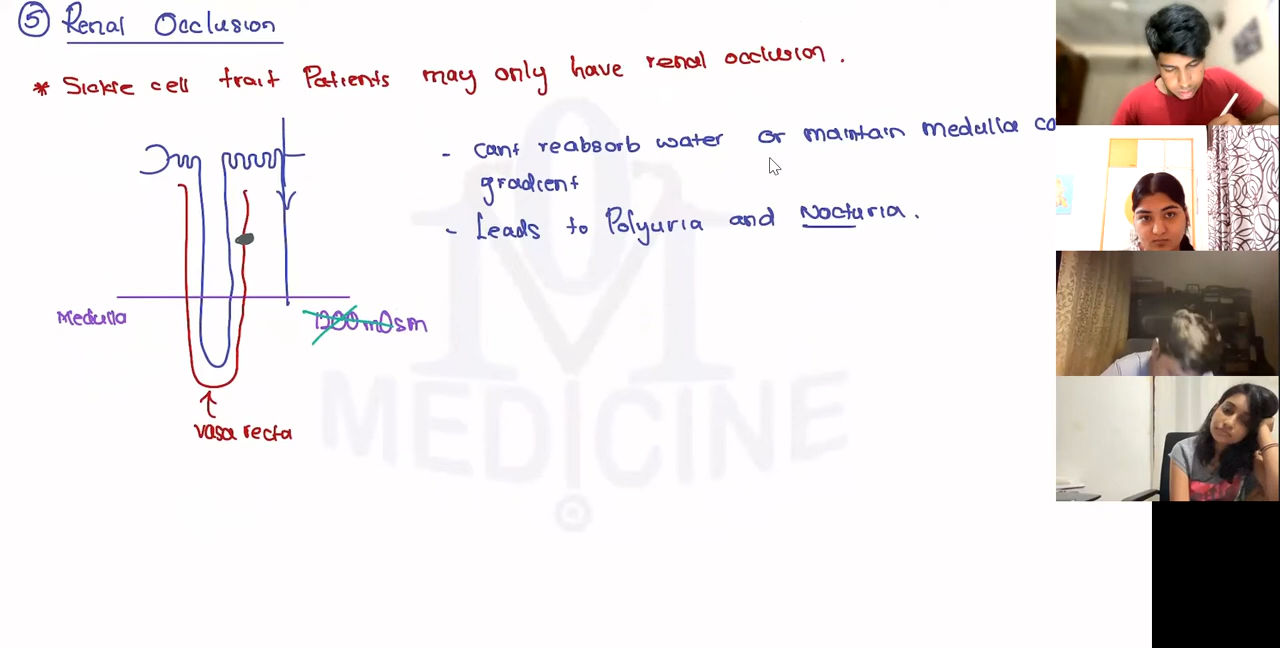 ⑤ Renal Occlusion
* Sickle cell trait Patients may only have renal occlusion.
- can't reabsorb water or maintain medulla co
gradient
- Leads to Polyuria and Nocturia.
Medulla
1200 mOsm
vasa recta
MEDICINE